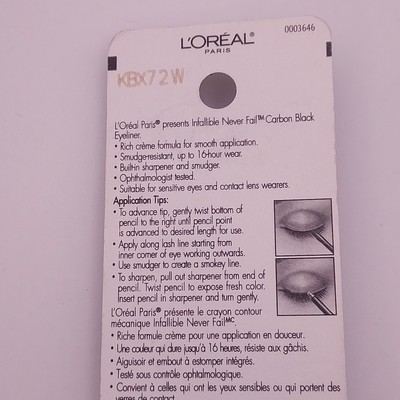 L'ORÉAL®
PARIS
0003646
KBX72W
L'Oréal Paris® presents Infallible Never Fail™ Carbon Black
Eyeliner.
• Rich crème formula for smooth application.
• Smudge-resistant, up to 16-hour wear.
• Built-in sharpener and smudger.
• Ophthalmologist tested.
• Suitable for sensitive eyes and contact lens wearers.
Application Tips:
• To advance tip, gently twist bottom of
pencil to the right until pencil point
is advanced to desired length for use.
• Apply along lash line starting from
inner corner of eye working outwards.
• Use smudger to create a smokey line.
• To sharpen, pull out sharpener from end of
pencil. Twist pencil to expose fresh color.
Insert pencil in sharpener and turn gently.
L'Oréal Paris® présente le crayon contour
mécanique Infallible Never Fail MC.
• Riche formule crème pour une application en douceur.
• Une couleur qui dure jusqu'à 16 heures, résiste aux gâchis.
• Aiguisoir et embout à estomper intégrés.
• Testé sous contrôle ophtalmologique.
• Convient à celles qui ont les yeux sensibles ou qui portent des
verres de contact.